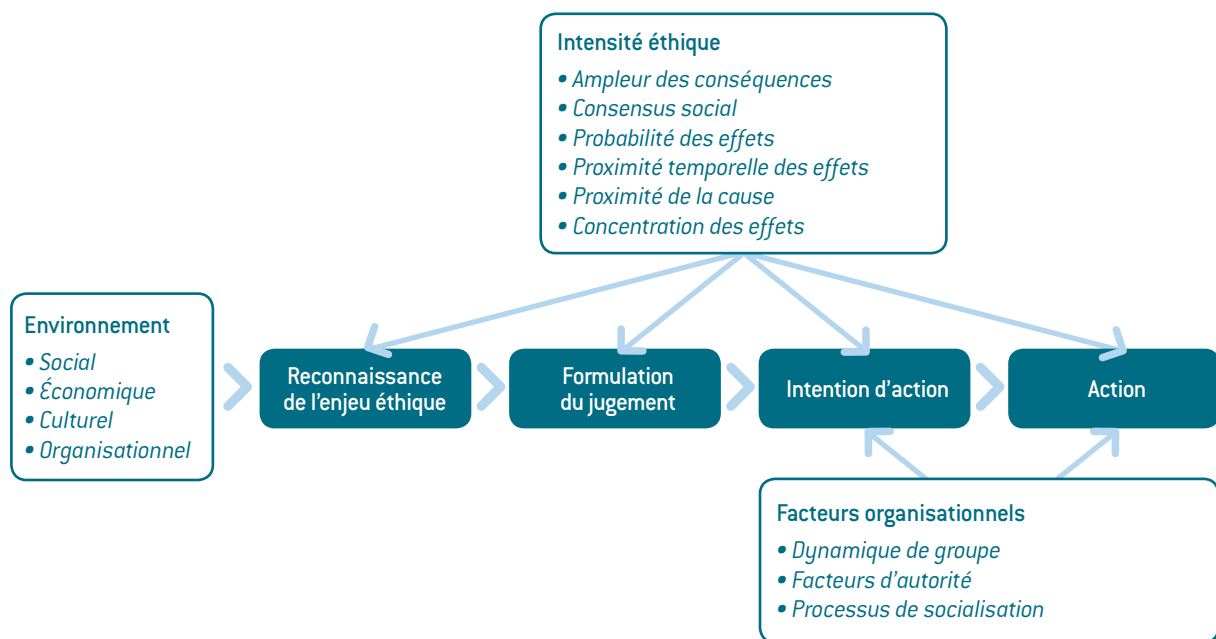 Intensité éthique
• Ampleur des conséquences
• Consensus social
• Probabilité des effets
• Proximité temporelle des effets
• Proximité de la cause
• Concentration des effets
Environnement
• Social
• Économique
• Culturel
• Organisationnel
Reconnaissance
de l'enjeu éthique
Formulation
du jugement
Intention d'action
Action
Facteurs organisationnels
• Dynamique de groupe
• Facteurs d'autorité
• Processus de socialisation